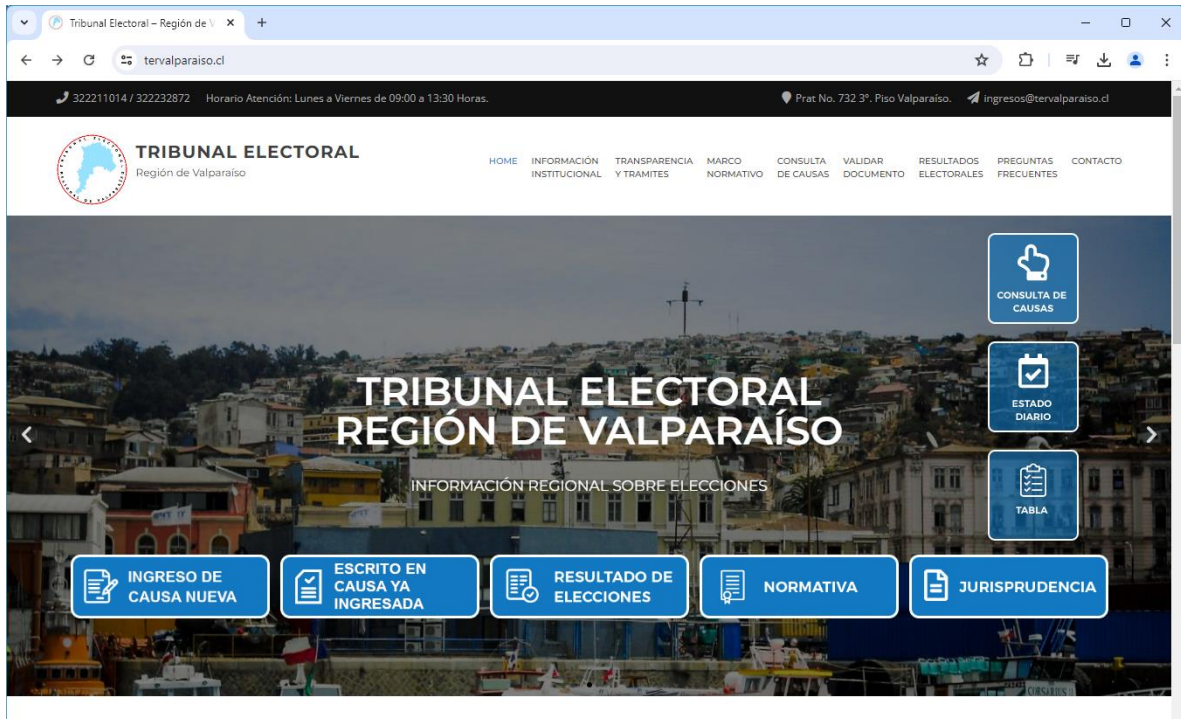 Tribunal Electoral – Región de V
tervalparaiso.cl
322211014 / 322232872 Horario Atención: Lunes a Viernes de 09:00 a 13:30 Horas. Prat No. 732 3°. Piso Valparaíso. ingresos@tervalparaiso.cl
TRIBUNAL ELECTORAL
Región de Valparaíso
HOME
INFORMACIÓN
INSTITUCIONAL
TRANSPARENCIA
Y TRAMITES
MARCO
NORMATIVO
CONSULTA
DE CAUSAS
VALIDAR
DOCUMENTO
RESULTADOS
ELECTORALES
PREGUNTAS
FRECUENTES
CONTACTO
CONSULTA DE
CAUSAS
ESTADO
DIARIO
TABLA
TRIBUNAL ELECTORAL
REGIÓN DE VALPARAÍSO
INFORMACIÓN REGIONAL SOBRE ELECCIONES
INGRESO DE
CAUSA NUEVA
ESCRITO EN
CAUSA YA
INGRESADA
RESULTADO DE
ELECCIONES
NORMATIVA
JURISPRUDENCIA